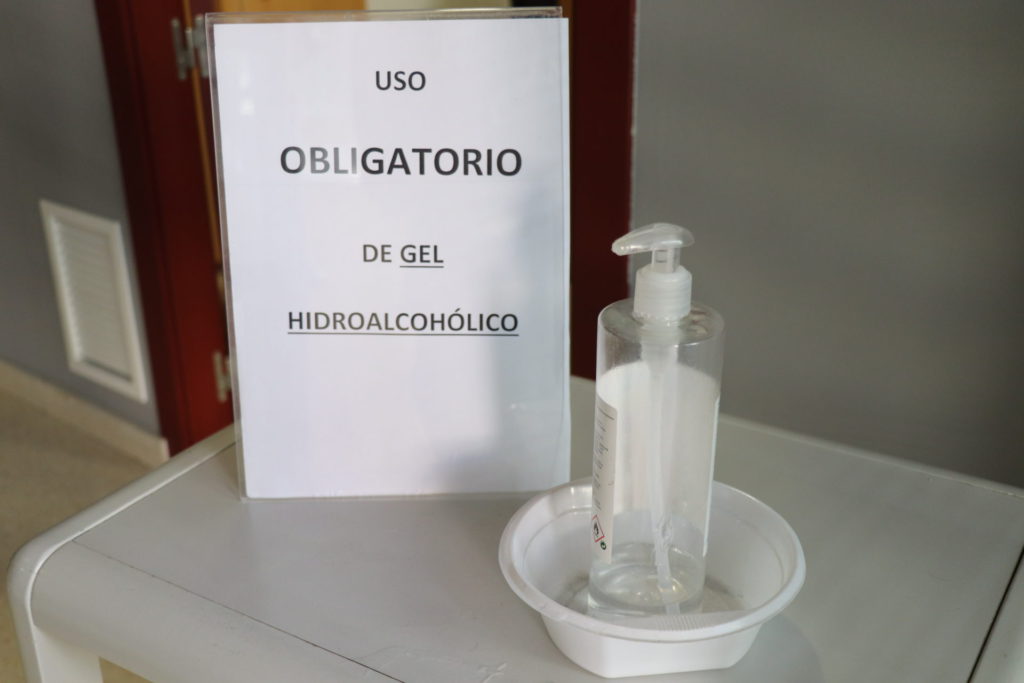 USO
OBLIGATORIO
DE GEL
HIDROALCOHÓLICO